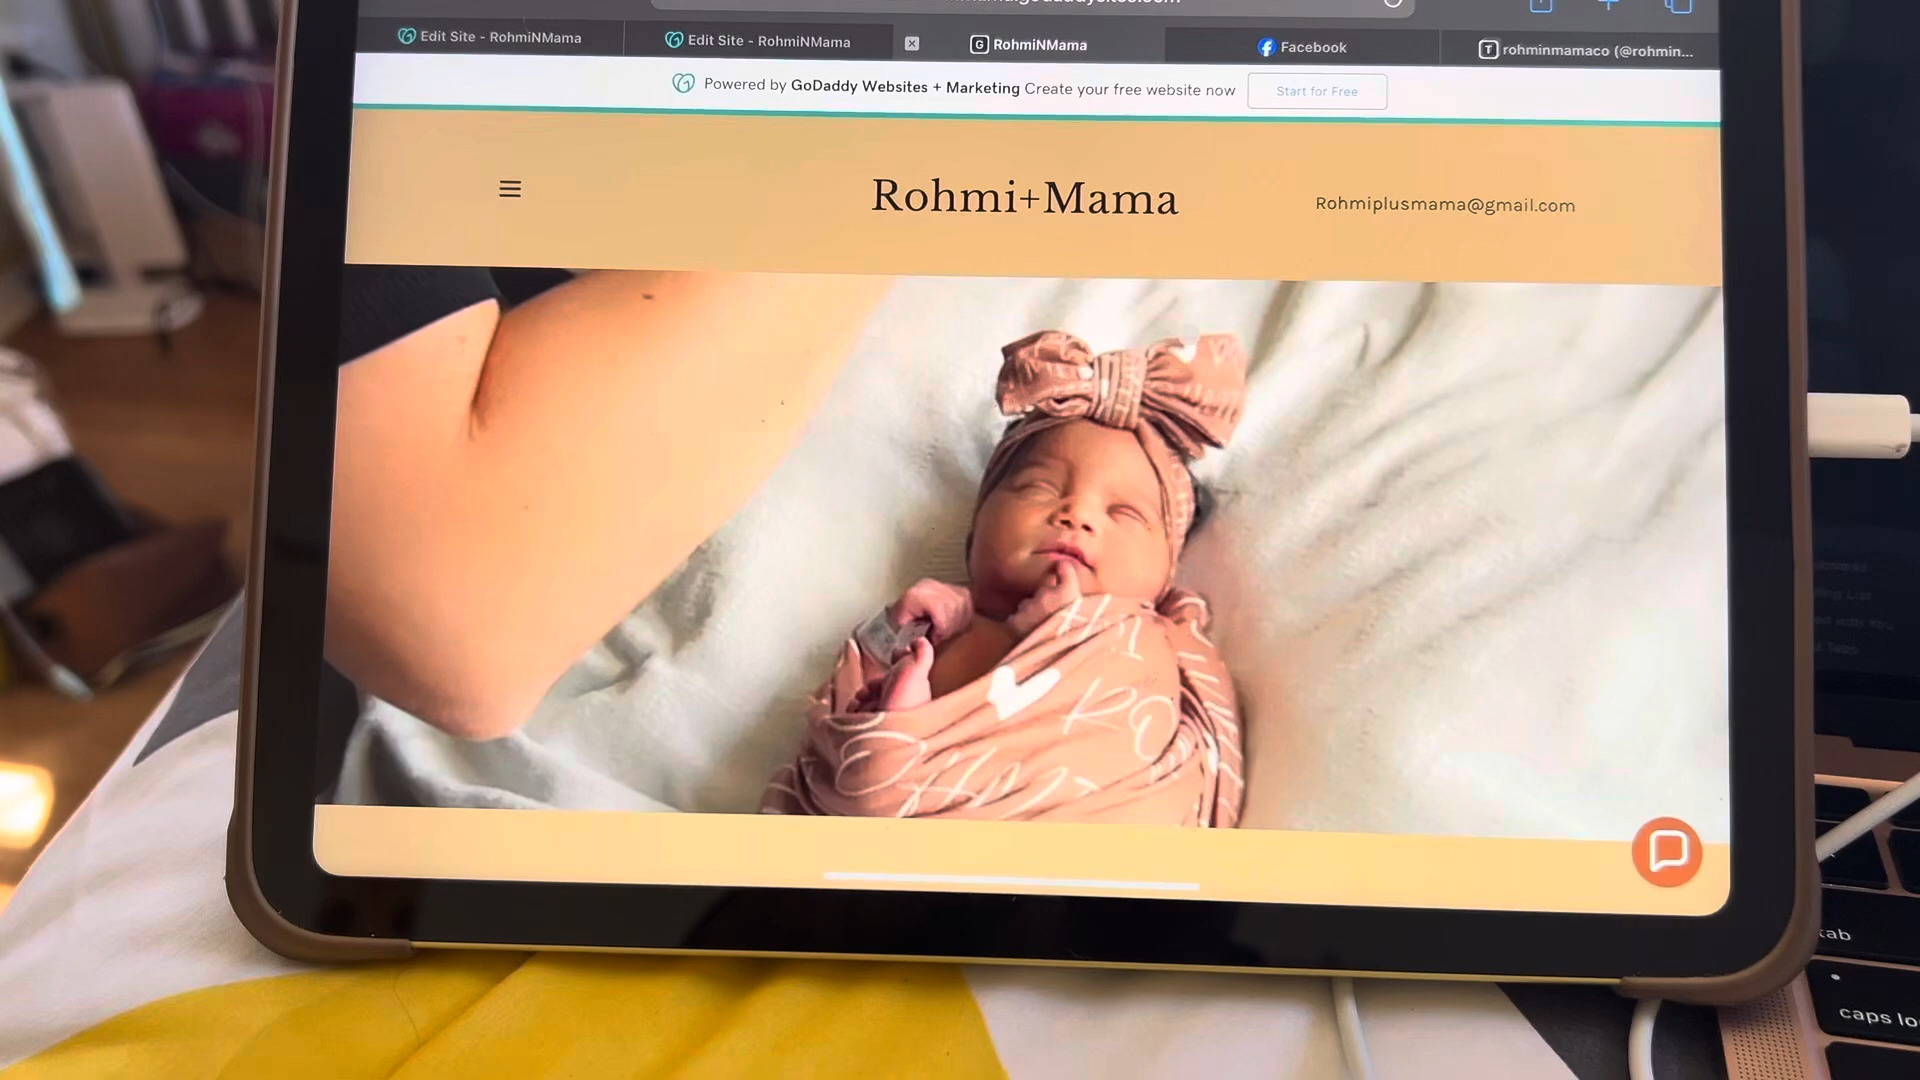 Edit Site - RohmiNMama
Edit Site - RohmiNMama
RohmiNMama
Facebook
rohminmamaco (@rohmin...
Powered by GoDaddy Websites + Marketing Create your free website now
Start for Free
Rohmi+Mama
Rohmiplusmama@gmail.com
tab
caps lo